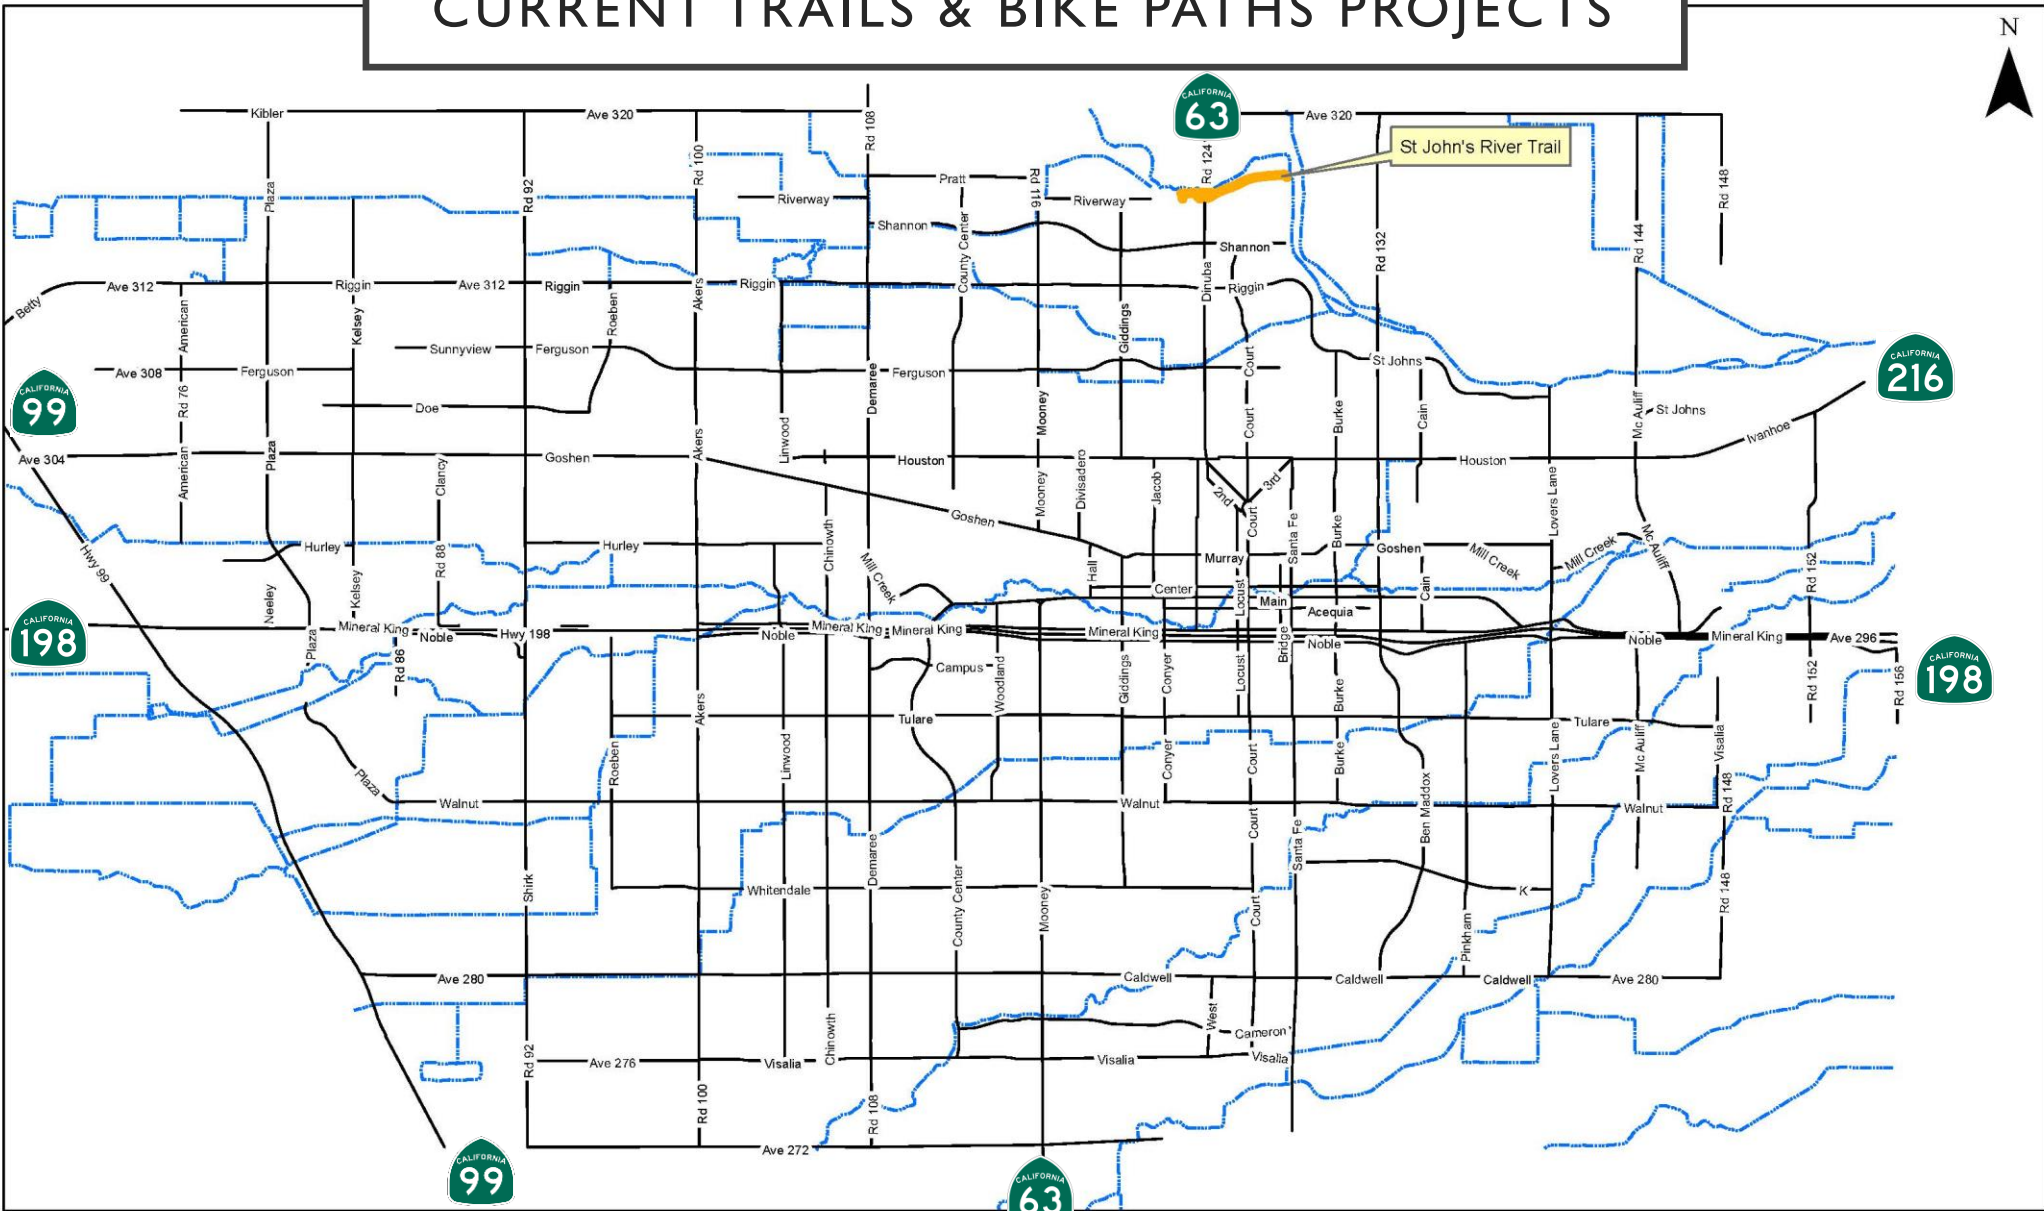 CURRENT TRAILS & BIKE PATHS PROJECTS
N
CALIFORNIA
63
Kibler
Ave 320
Ave 320
St John's River Trail
Rd 108
Rd 124
Rd 100
Rd 92
Plaza
Pratt
Rd 116
Riverway
Riverway
Rd 148
Shannon
County Center
Shannon
Rd 132
Rd 144
Betty
Ave 312
Riggin
Ave 312
Riggin
Akers
Riggin
Dinuba
Riggin
American
Kelsey
Roeben
Giddings
Sunnyview
Ferguson
Court
St Johns
CALIFORNIA
216
Ave 308
Ferguson
Ferguson
CALIFORNIA
99
Rd 76
Doe
Demaree
Mooney
Court
Burke
Cain
Mc Auliff
St Johns
Ivanhoe
Ave 304
Plaza
Goshen
Akers
Linwood
Houston
Houston
American
Clancy
Mooney
Divisadero
Jacob
2nd
3rd
Lovers Lane
Goshen
Court
Santa Fe
Burke
Hwy 99
Hurley
Rd 88
Hurley
Chinowth
Mill Creek
Hall
Murray
Goshen
Mill Creek
Mill Creek
Mc Auliff
Rd 152
Neeley
Kelsey
Center
Locust
Main
Acequia
Cain
CALIFORNIA
198
Plaza
Mineral King
Noble
Hwy 198
Noble
Mineral King
Mineral King
Mineral King
Bridge
Noble
Noble
Mineral King
Ave 296
CALIFORNIA
198
Rd 86
Campus
Woodland
Giddings
Conyer
Locust
Burke
Rd 152
Rd 156
Akers
Tulare
Tulare
Plaza
Roeben
Linwood
Conyer
Court
Burke
Lovers Lane
Mc Auliff
Visalia
Walnut
Walnut
Court
Ben Maddox
Walnut
Rd 148
Shirk
Whitendale
Demaree
County Center
Mooney
Santa Fe
Court
K
Pinkham
Rd 148
Ave 280
Caldwell
Caldwell
Caldwell
Ave 280
Rd 92
Chinowth
West
Cameron
Ave 276
Visalia
Visalia
Visalia
Rd 100
Rd 108
Ave 272
CALIFORNIA
99
CALIFORNIA
63